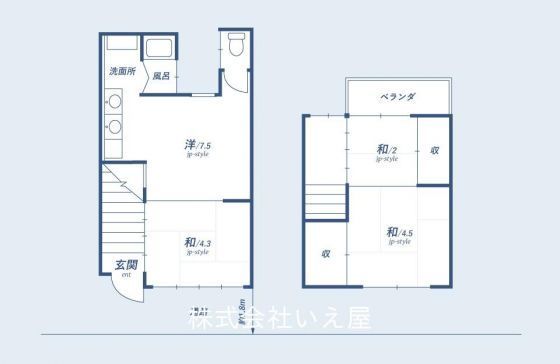 洗面所
風呂
洋/7.5
jp-style
和/4.3
jp-style
玄関
ent
約1.8m
ベランダ
和/2
jp-style
収
和/4.5
jp-style
収
株式会社いえ屋